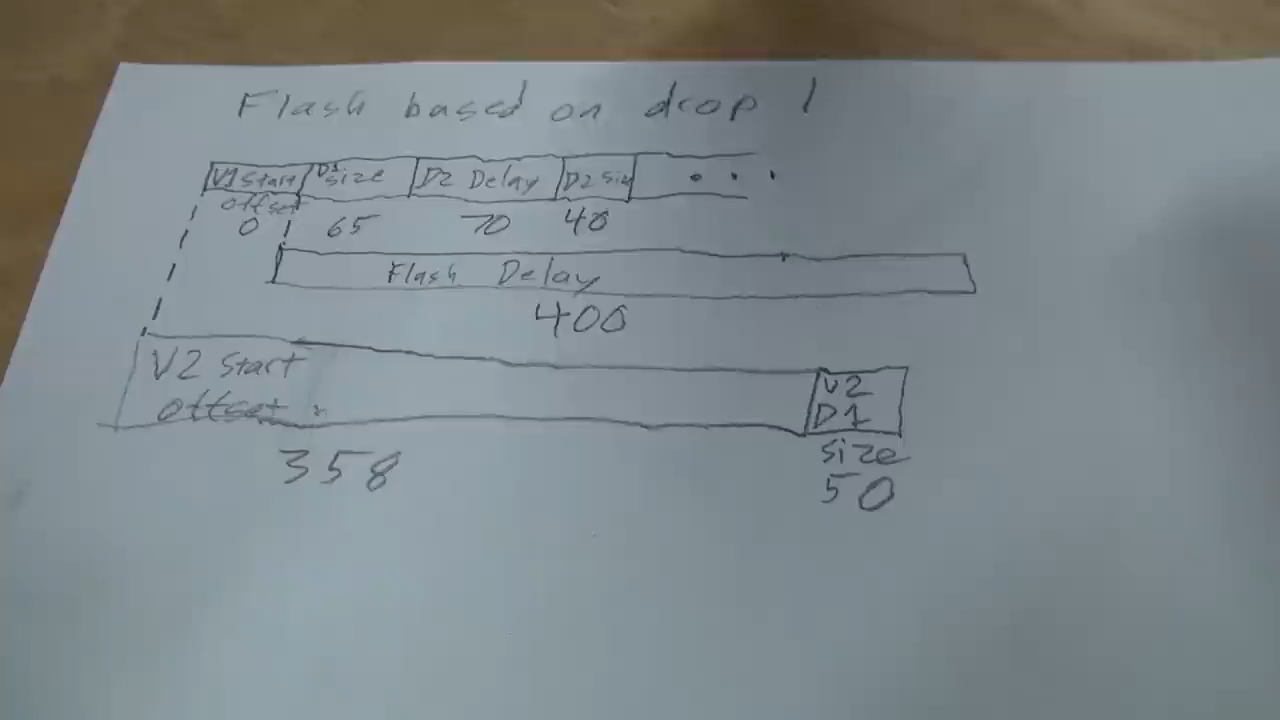 Flash based on drop 1
V1 Start D1 Size D2 Delay D2 Siz . . .
offset
0 65 70 40
Flash Delay
400
V2 Start
offset
V2
D1
size
358
50